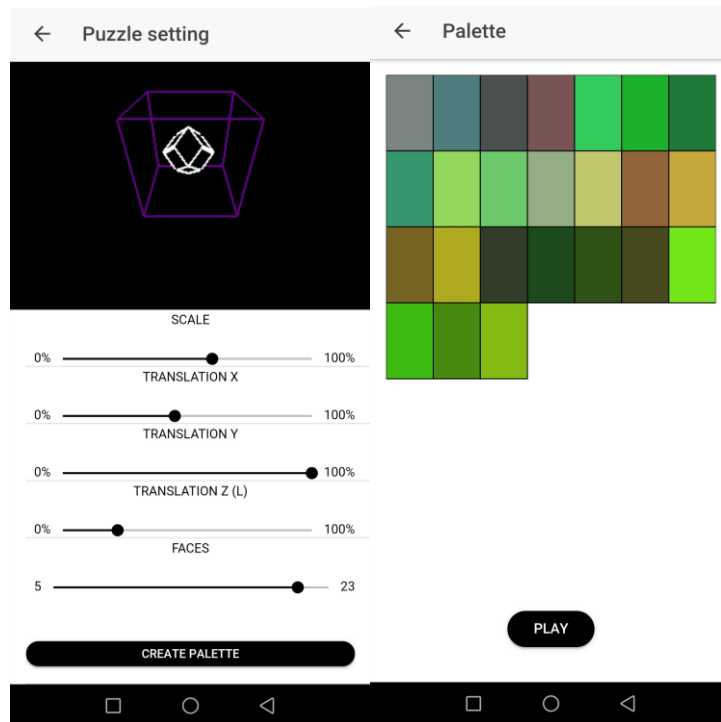 Puzzle setting
SCALE
0% 100%
TRANSLATION X
0% 100%
TRANSLATION Y
0% 100%
TRANSLATION Z (L)
0% 100%
FACES
5 23
CREATE PALETTE
Palette
PLAY